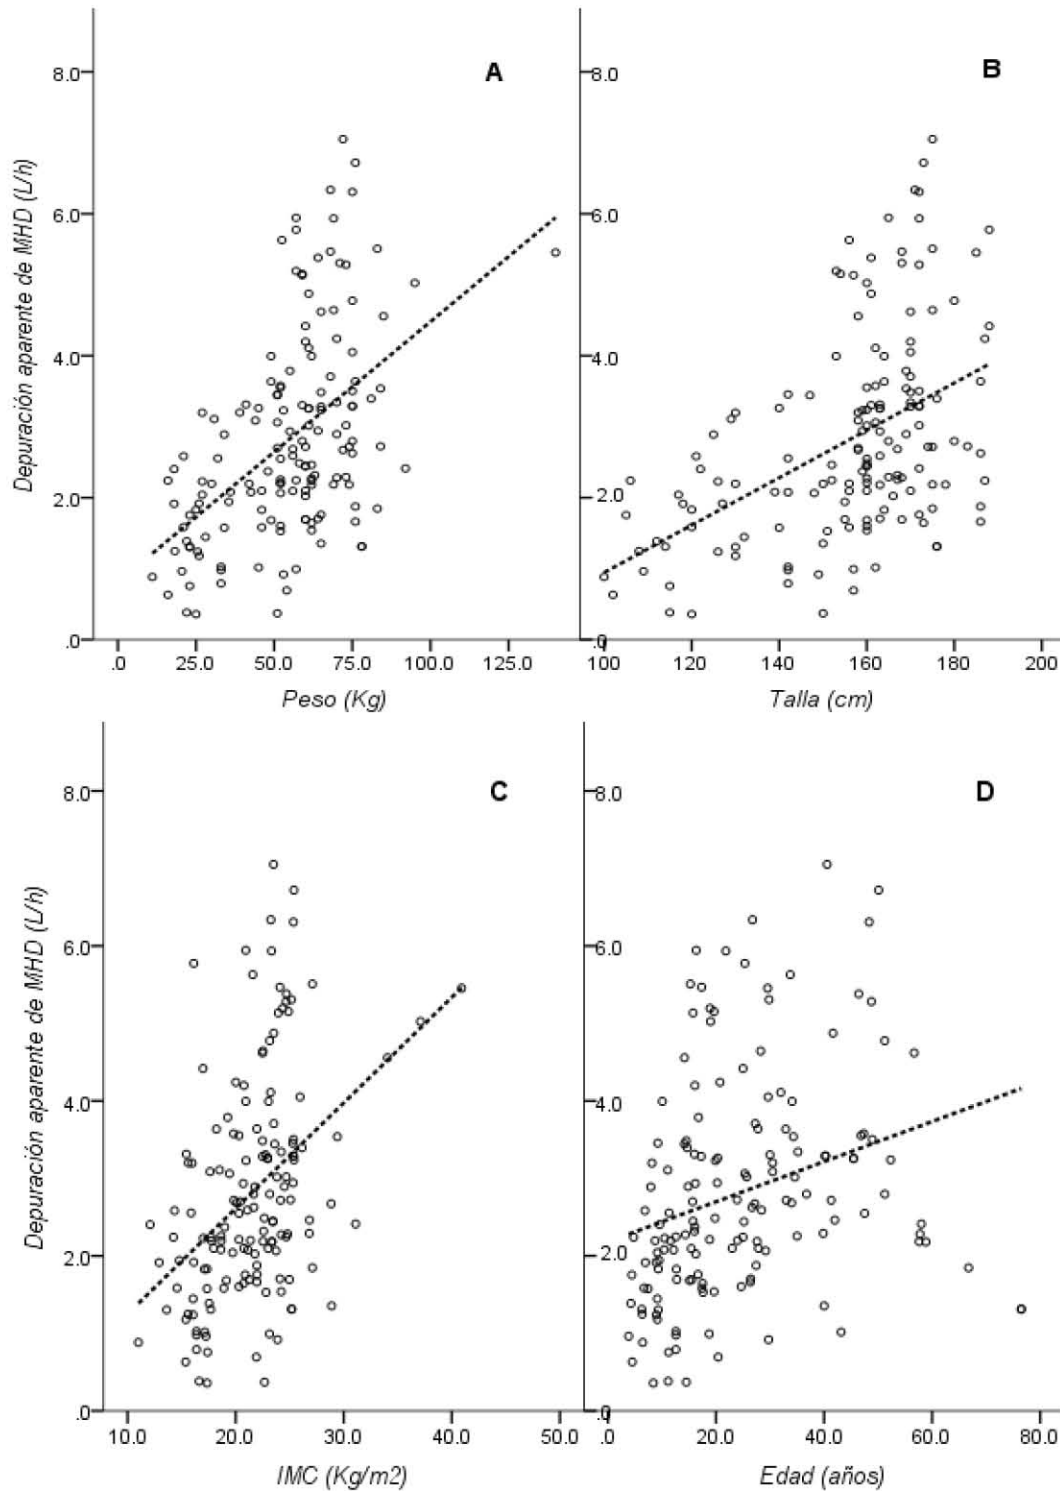 A
B
8.0
8.0
6.0
6.0
4.0
4.0
2.0
2.0
.0
.0
Depuración aparente de MHD (L/h)
.0 25.0 50.0 75.0 100.0 125.0
100 120 140 160 180 200
Peso (Kg)
Talla (cm)
C
D
8.0
8.0
6.0
6.0
4.0
4.0
2.0
2.0
.0
.0
Depuración aparente de MHD (L/h)
10.0 20.0 30.0 40.0 50.0
.0 20.0 40.0 60.0 80.0
IMC (Kg/m2)
Edad (años)